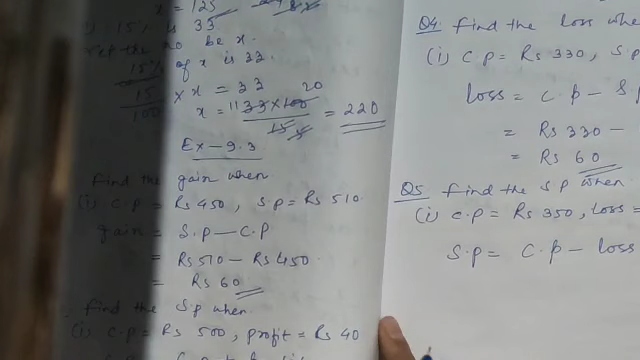 x = 125
15% is 33
let the no be x.
15% of x is 33.
15/100 × x = 33
x = 33 × 100 / 15 = 220
11 20
5
Ex - 9.3
find the gain when
(i) C.P = Rs 450, S.P = Rs 510.
gain = S.P - C.P
= Rs 510 - Rs 450.
= Rs 60
find the S.p when
(i) C.P = Rs 500, profit = Rs 40
Q4. find the loss
(i) C.P = Rs 330, S.P
loss = C.p - S.p
= Rs 330 -
= Rs 60
Q5 find the S P when
(i) C.P = Rs 350, loss =
S.P = C.P - loss